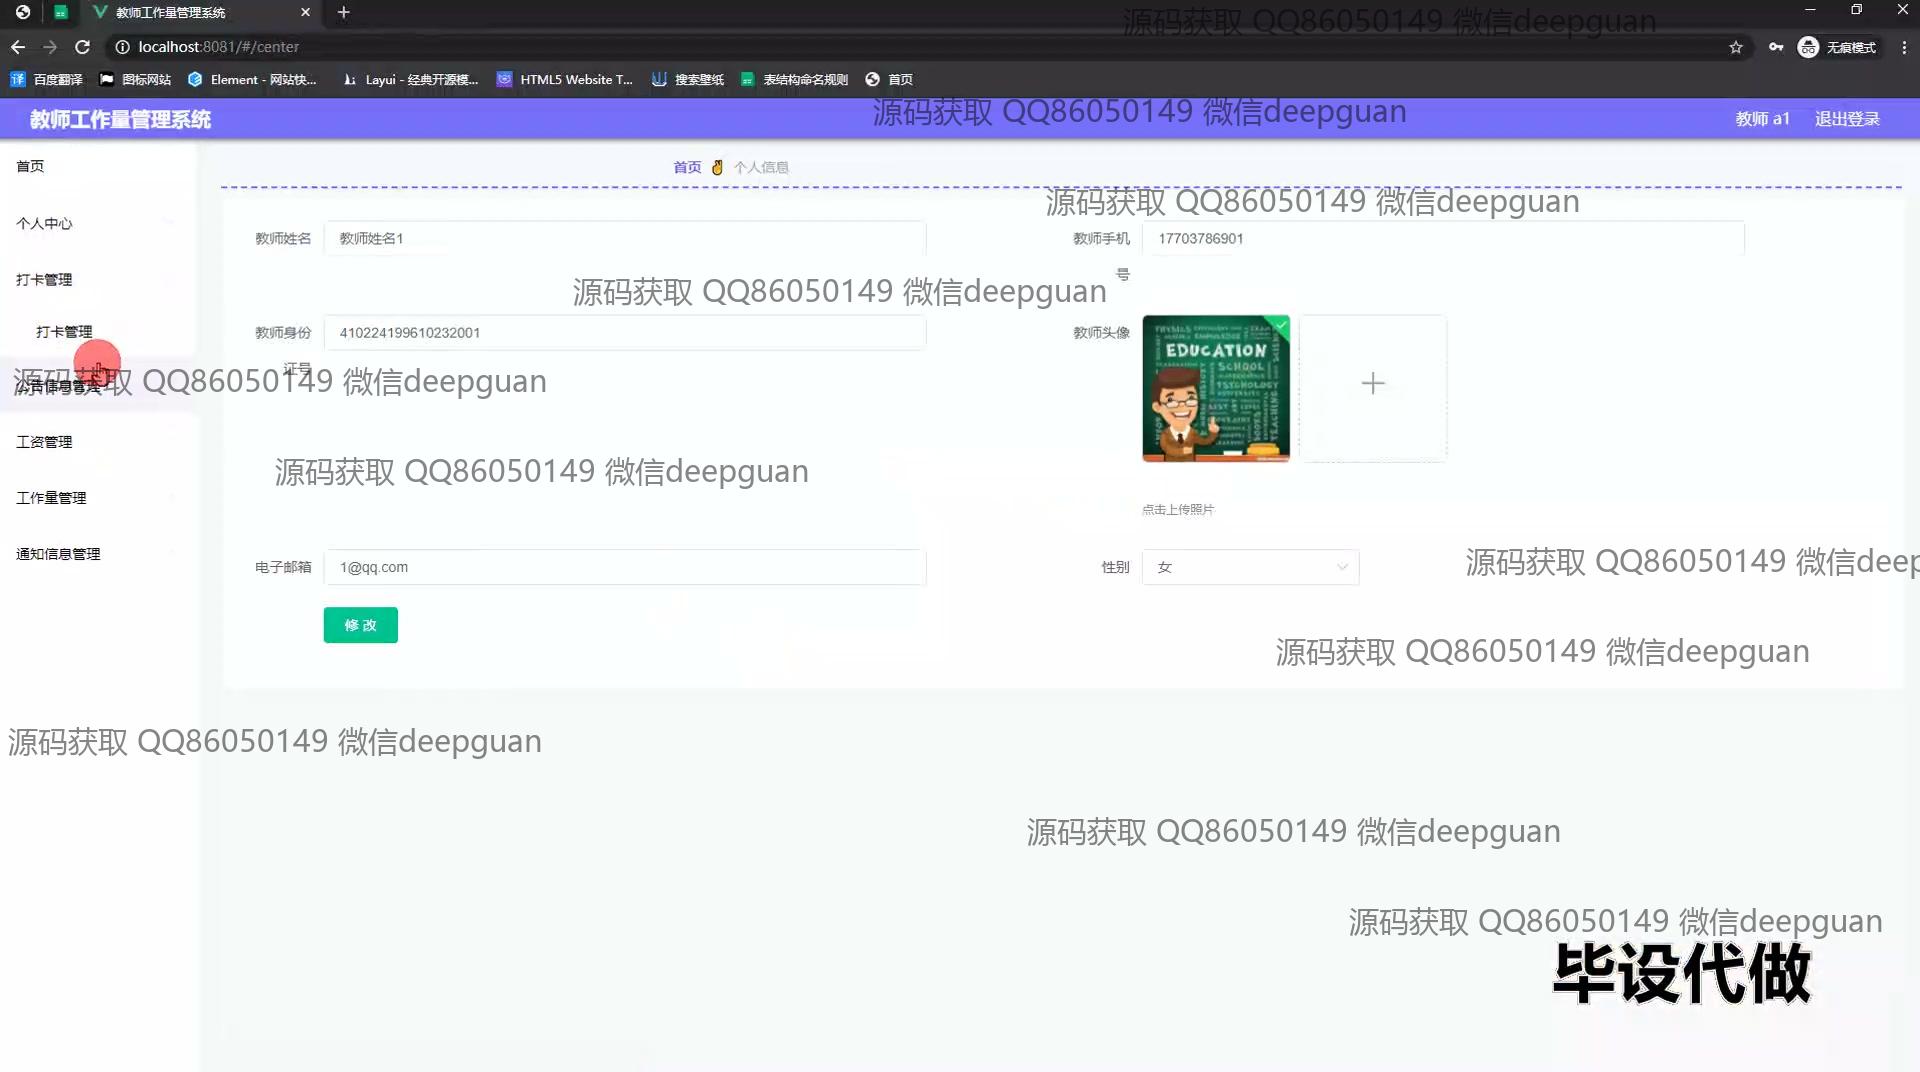 教师工作量管理系统
源码获取 QQ86050149 微信deepguan
localhost:8081/#/center
无痕模式
百度翻译
图标网站
Element - 网站快...
Layui - 经典开源模...
HTML5 Website T...
搜索壁纸
表结构命名规则
首页
教师工作量管理系统
源码获取 QQ86050149 微信deepguan
教师 a1
退出登录
首页
首页
个人信息
源码获取 QQ86050149 微信deepguan
个人中心
教师姓名
教师姓名1
教师手机号
17703786901
打卡管理
源码获取 QQ86050149 微信deepguan
打卡管理
教师身份证号
410224199610232001
教师头像
EDUCATION
SCHOOL
PSYCHOLOGY
公告信息管理
源码获取 QQ86050149 微信deepguan
工资管理
源码获取 QQ86050149 微信deepguan
工作量管理
点击上传照片
通知信息管理
电子邮箱
1@qq.com
性别
女
源码获取 QQ86050149 微信deep
修 改
源码获取 QQ86050149 微信deepguan
源码获取 QQ86050149 微信deepguan
源码获取 QQ86050149 微信deepguan
源码获取 QQ86050149 微信deepguan
毕设代做